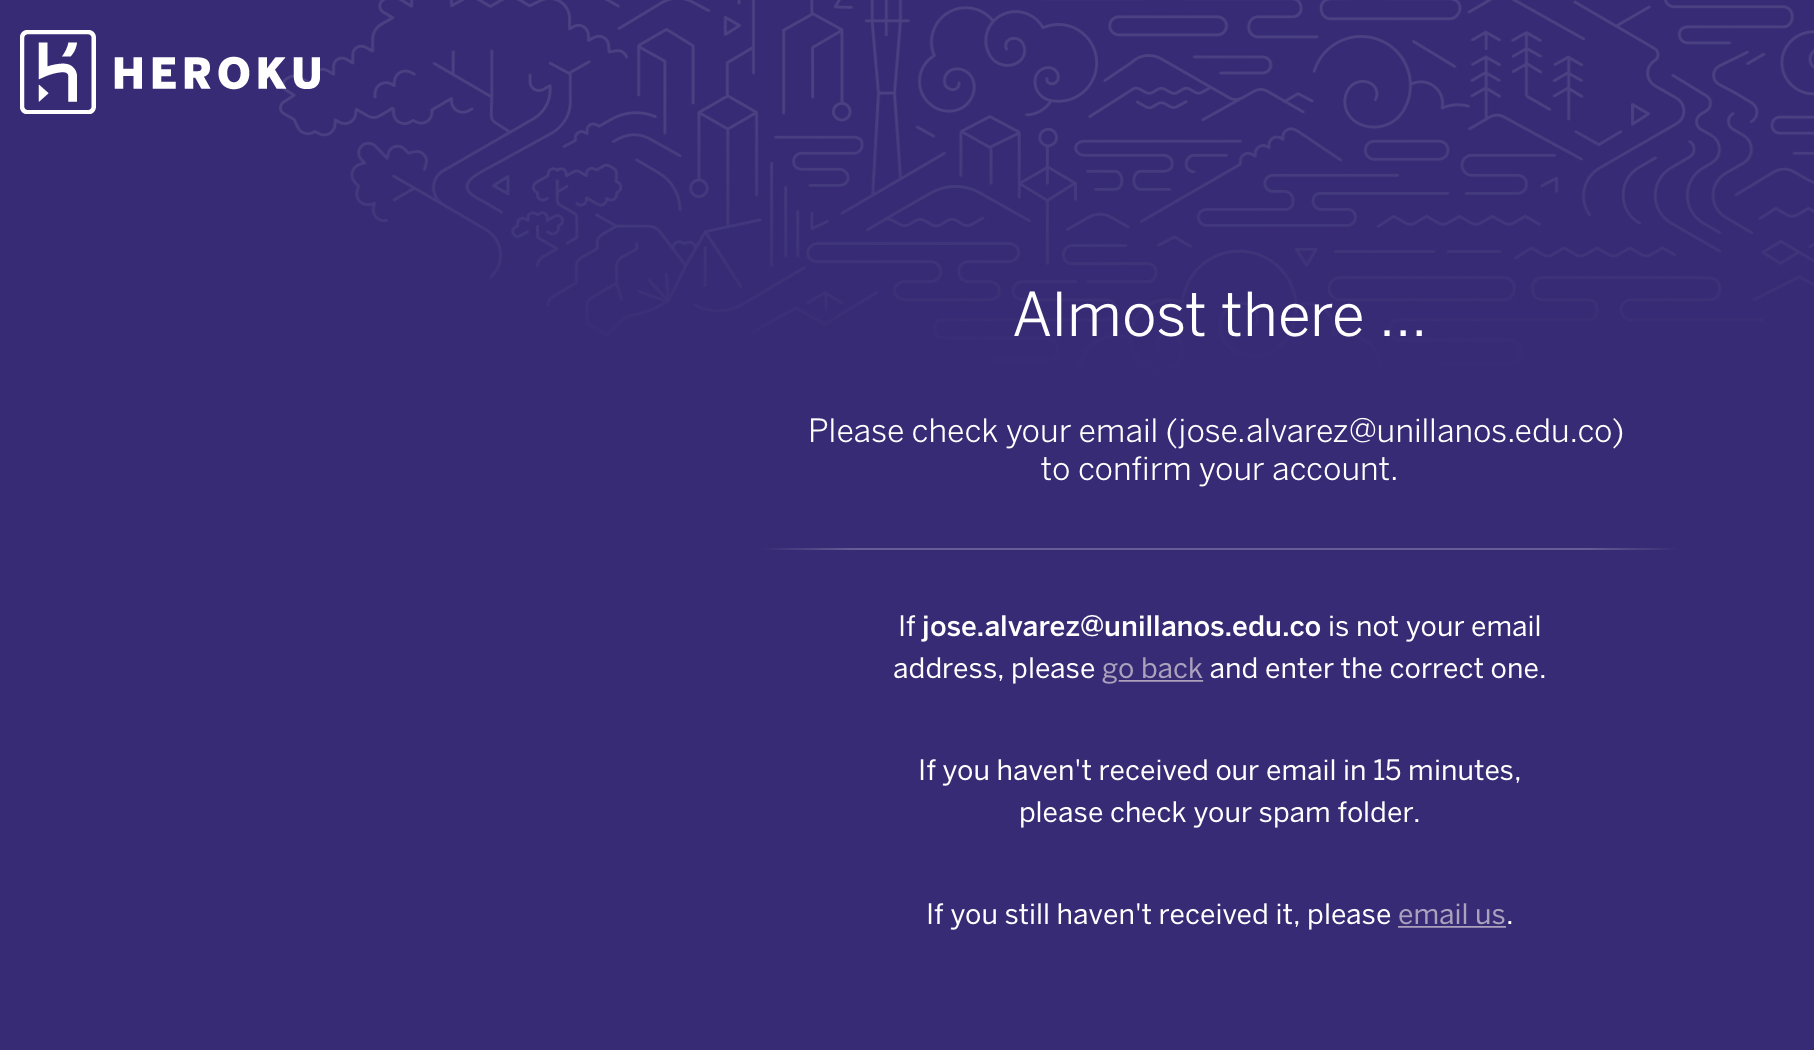 HEROKU
Almost there ...
Please check your email (jose.alvarez@unillanos.edu.co)
to confirm your account.
If jose.alvarez@unillanos.edu.co is not your email
address, please go back and enter the correct one.
If you haven't received our email in 15 minutes,
please check your spam folder.
If you still haven't received it, please email us.